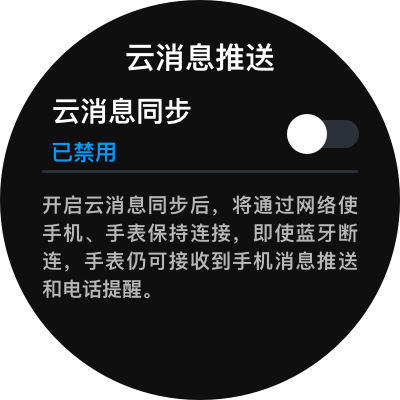 云消息推送
云消息同步
已禁用
开启云消息同步后，将通过网络使
手机、手表保持连接，即使蓝牙断
连，手表仍可接收到手机消息推送
和电话提醒。